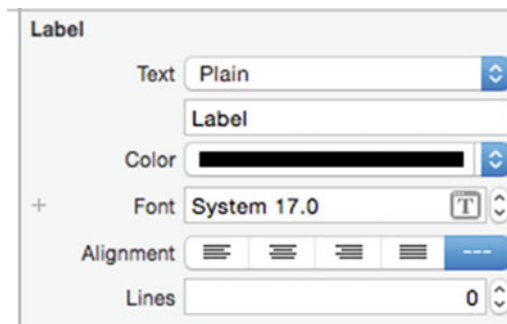 Label
Text Plain
Label
Color
+ Font System 17.0 T
Alignment ---
Lines 0